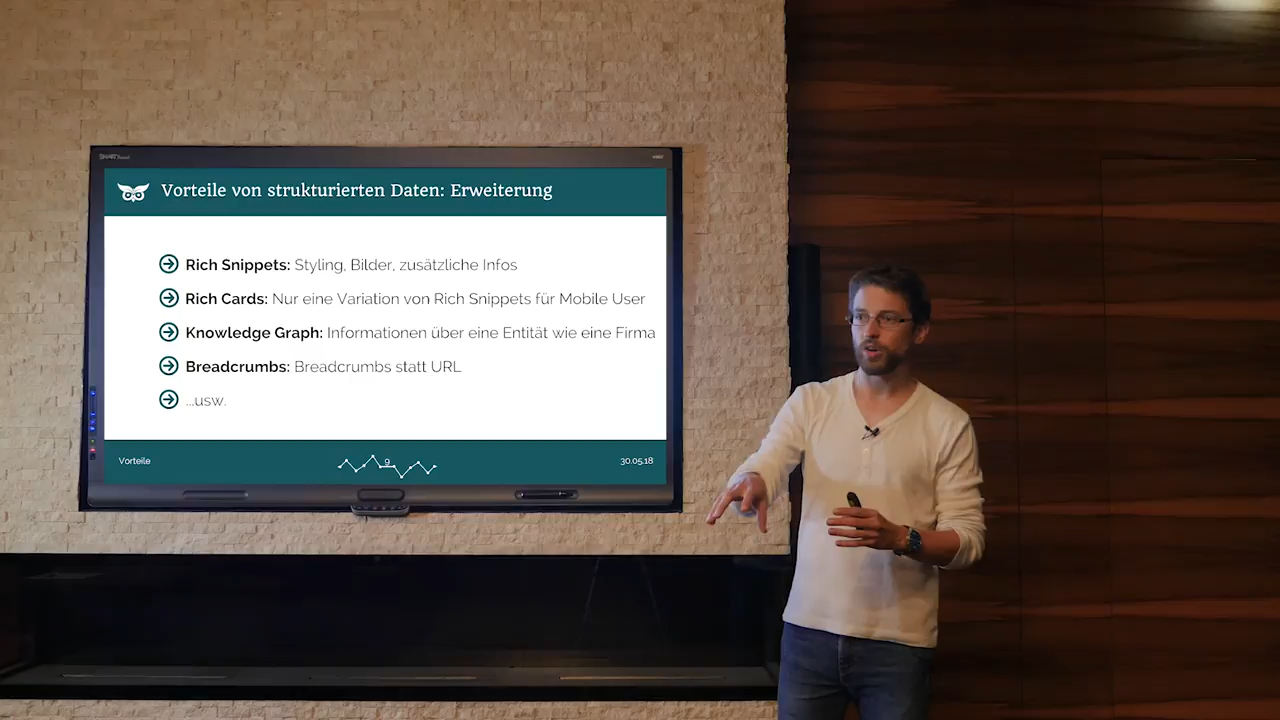 SMART
Vorteile von strukturierten Daten: Erweiterung
Rich Snippets: Styling, Bilder, zusätzliche Infos
Rich Cards: Nur eine Variation von Rich Snippets für Mobile User
Knowledge Graph: Informationen über eine Entität wie eine Firma
Breadcrumbs: Breadcrumbs statt URL
...usw.
Vorteile
9
30.05.18